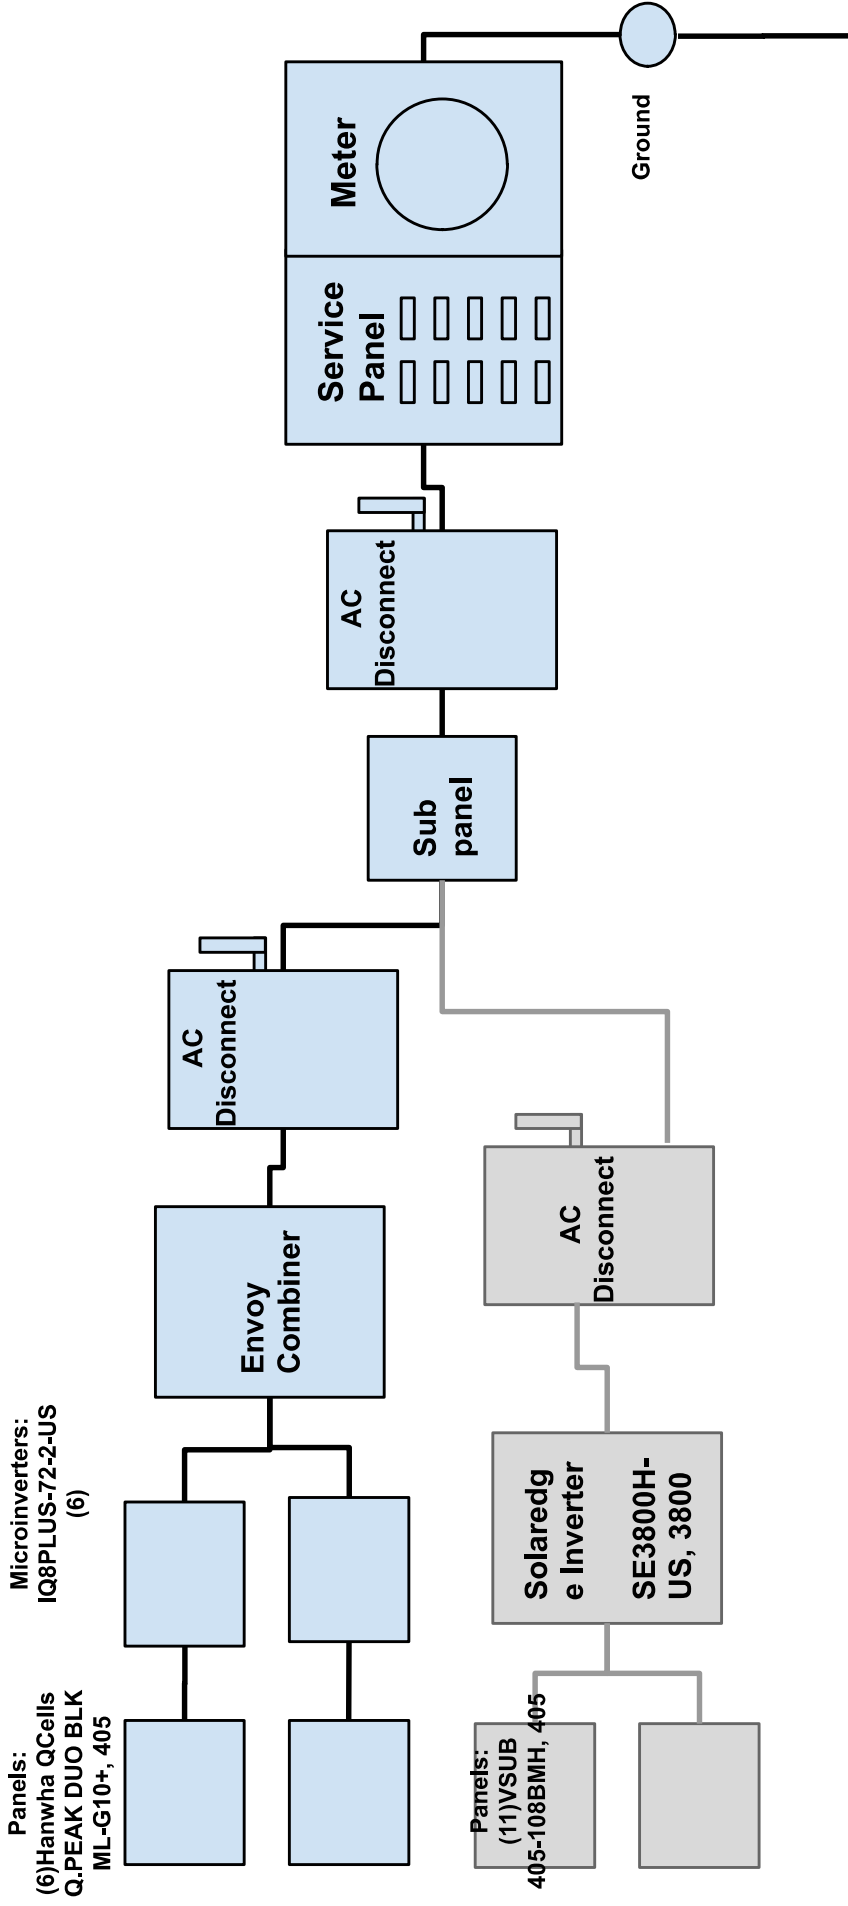 Panels:
(6)Hanwha QCells
Q.PEAK DUO BLK
ML-G10+, 405
Microinverters:
IQ8PLUS-72-2-US
(6)
Envoy
Combiner
AC
Disconnect
Sub
panel
AC
Disconnect
Service
Panel
Meter
Ground
Panels:
(11)VSUB
405-108BMH, 405
Solaredg
e Inverter
SE3800H-
US, 3800
AC
Disconnect